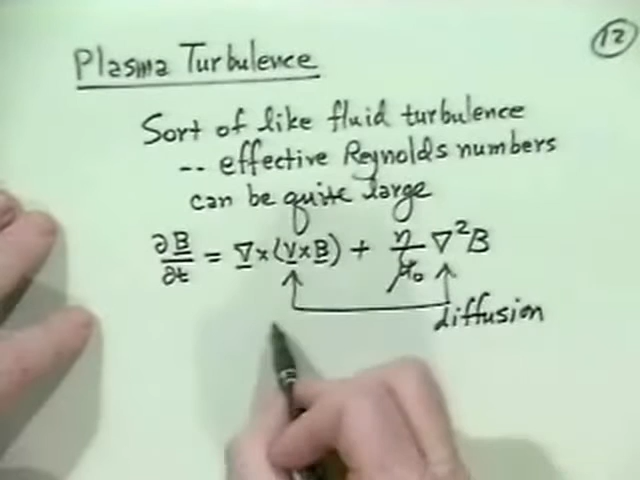 12
Plasma Turbulence
Sort of like fluid turbulence
-- effective Reynolds numbers
can be quite large
∂B/∂t = ∇×(V×B) + η/μ₀ ∇²B
diffusion